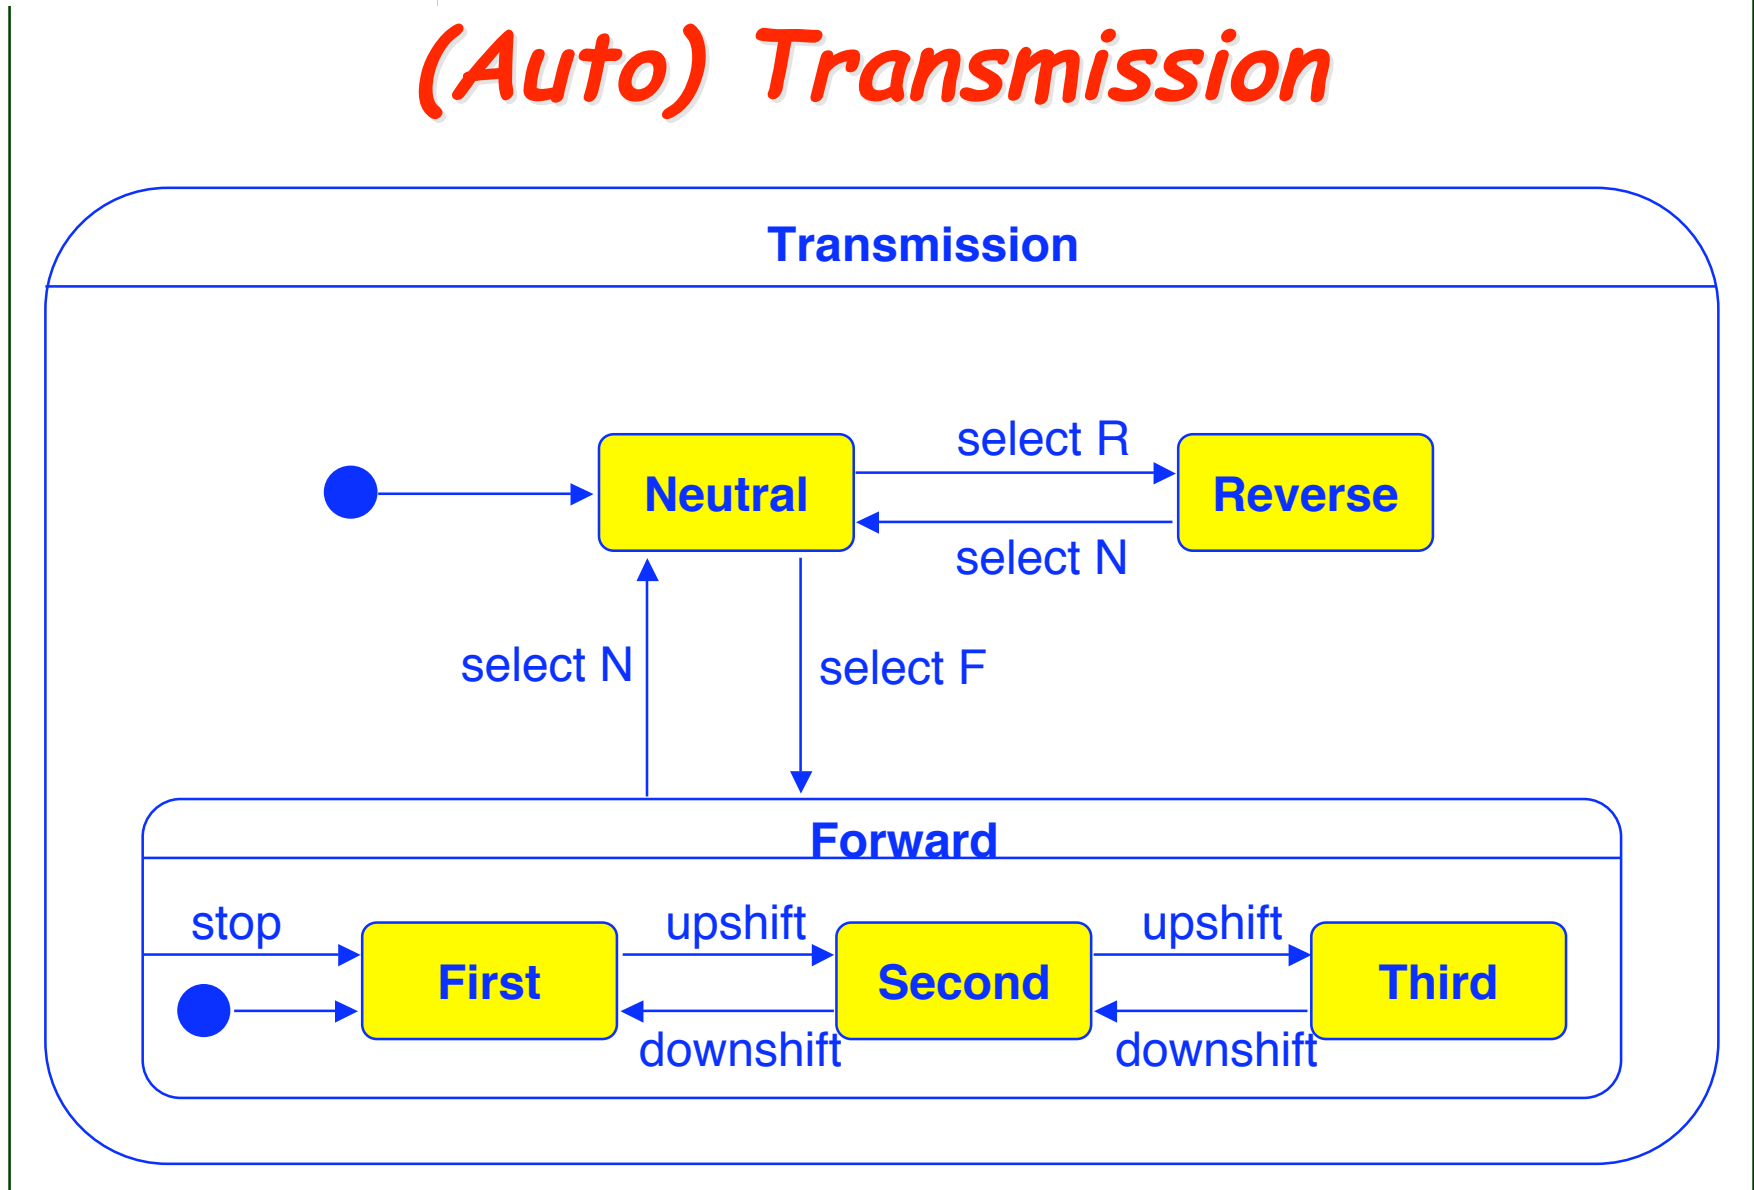 (Auto) Transmission
Transmission
select R
Neutral
Reverse
select N
select N
select F
Forward
stop
upshift
upshift
First
Second
Third
downshift
downshift